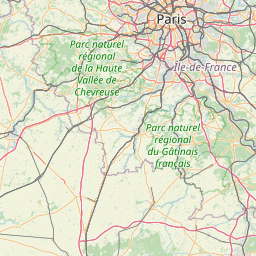 Paris
Parc naturel
régional
de la Haute
Vallée de
Chevreuse
Île-de-France
Parc naturel
régional
du Gâtinais
français